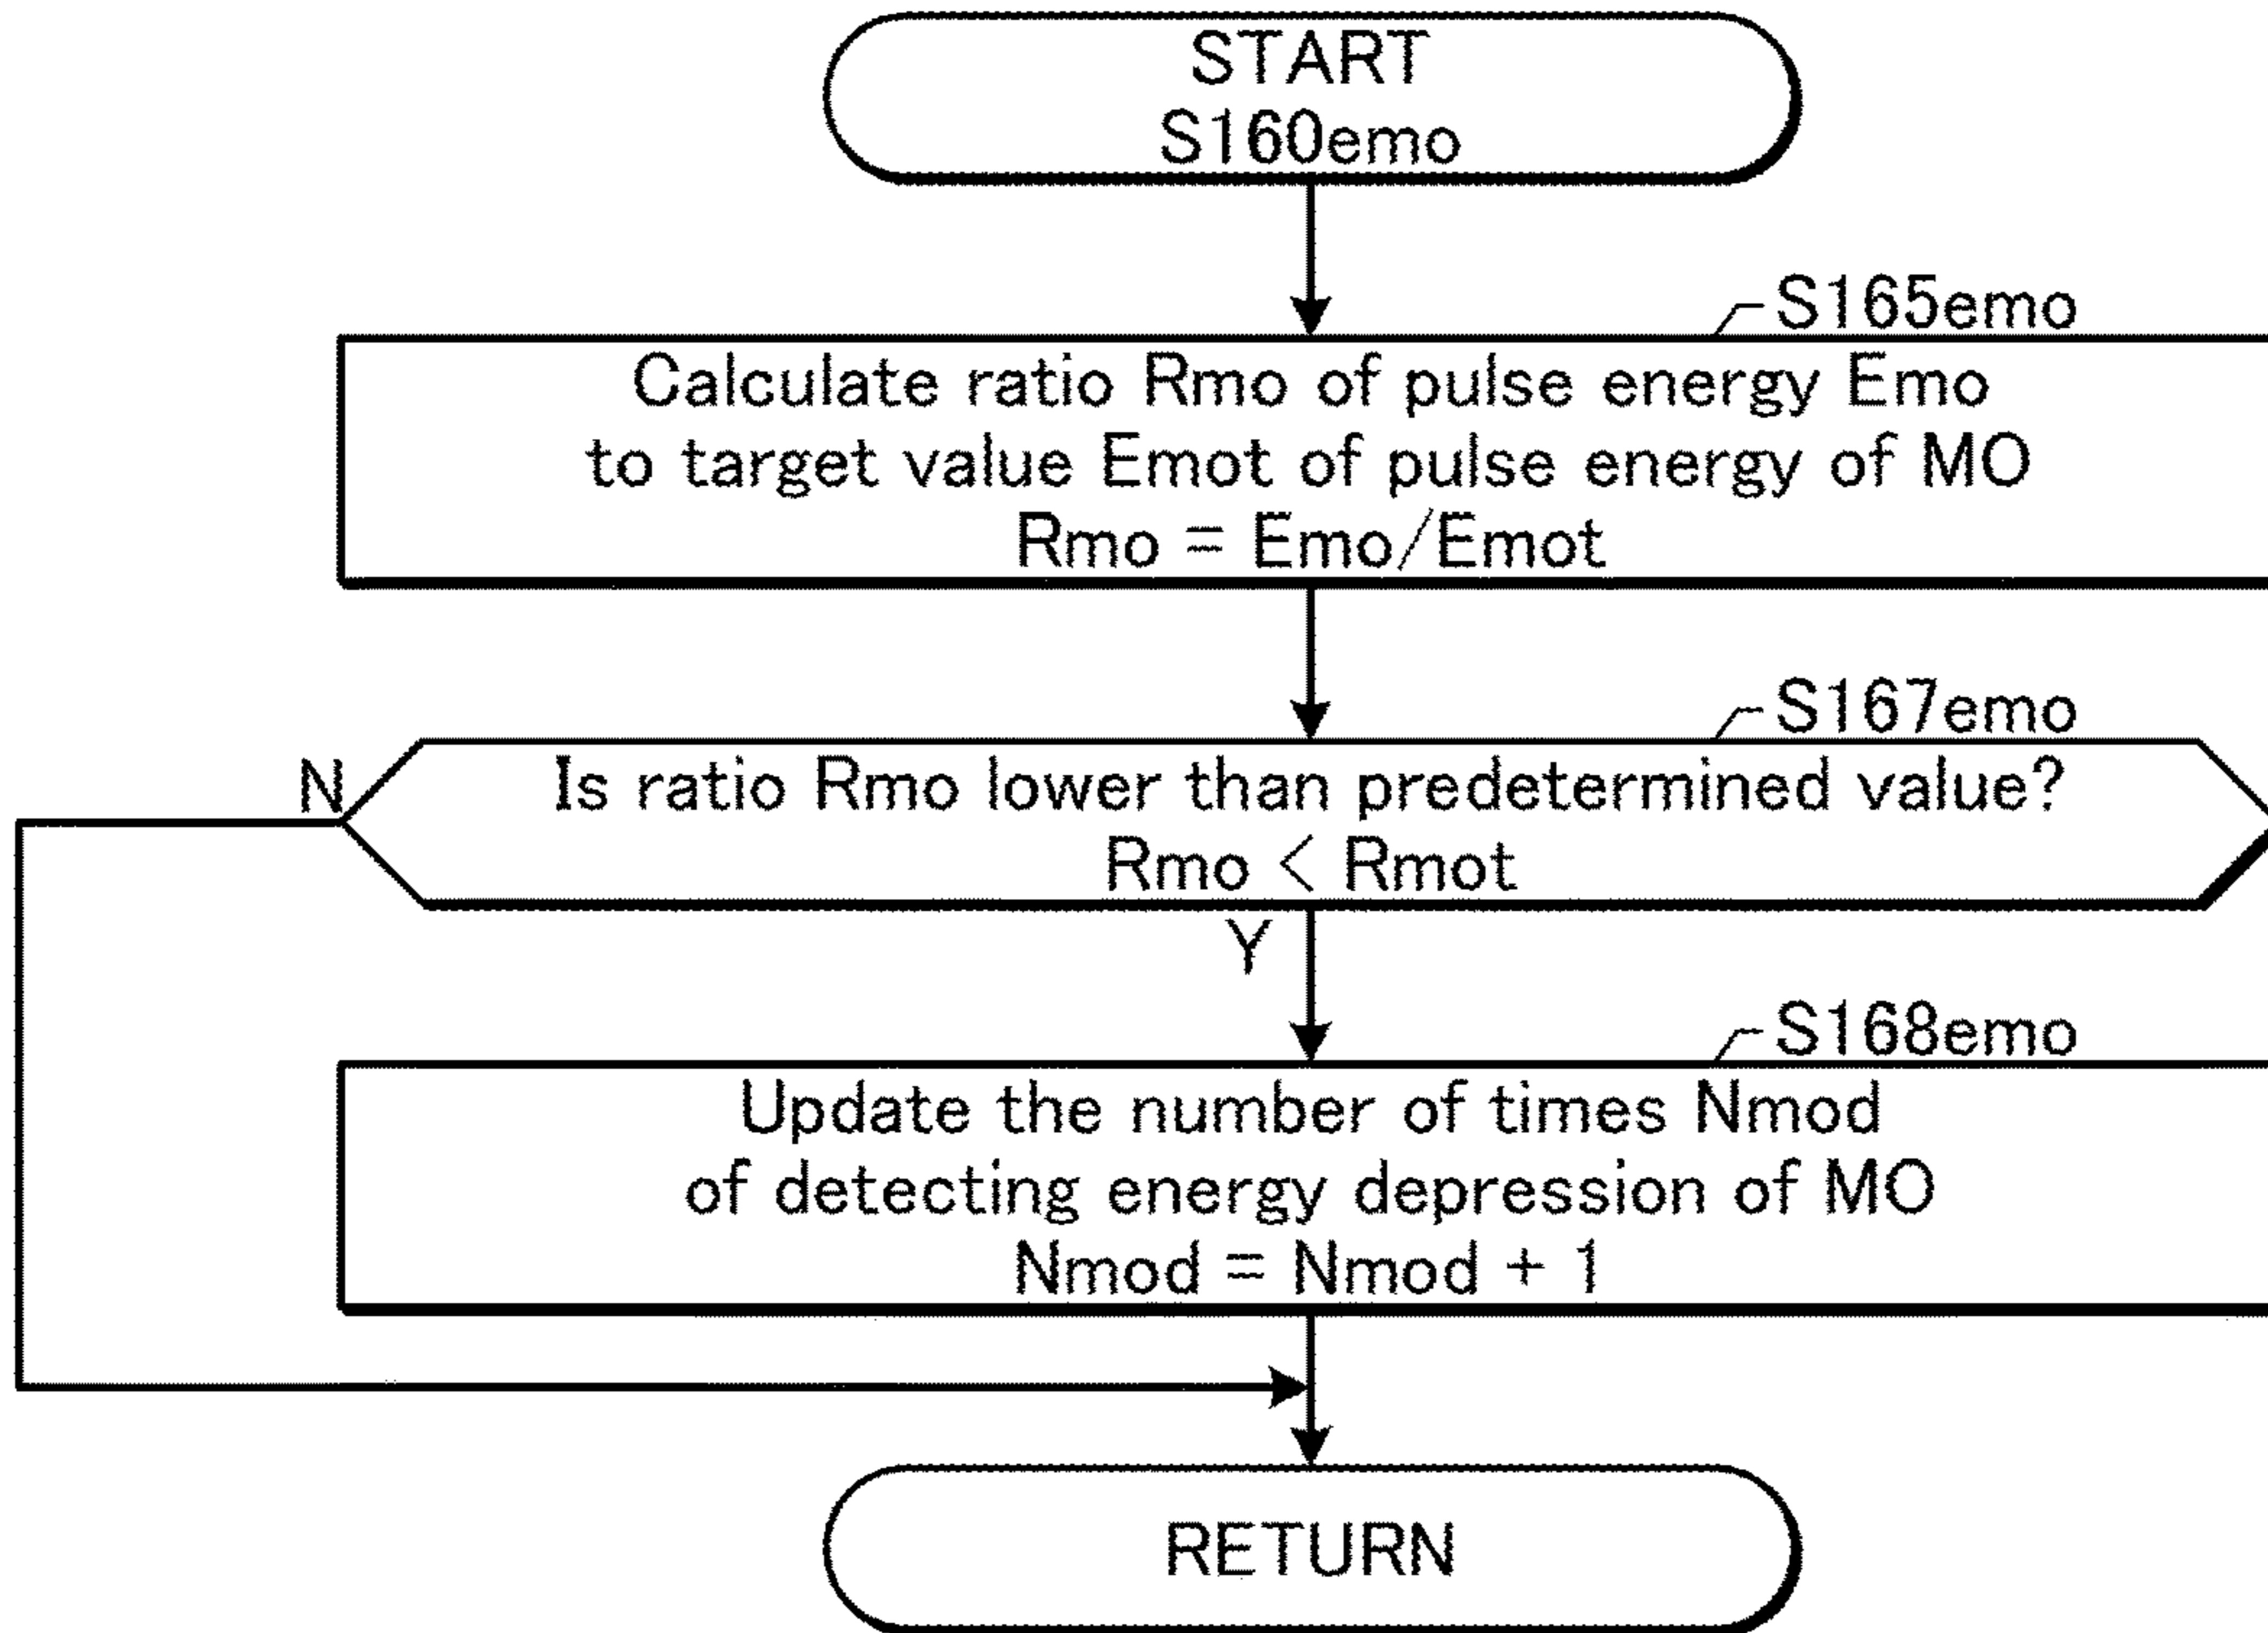 START
S160emo
S165emo
Calculate ratio Rmo of pulse energy Emo
to target value Emot of pulse energy of MO
Rmo = Emo/Emot
S167emo
N
Is ratio Rmo lower than predetermined value?
Rmo < Rmot
Y
S168emo
Update the number of times Nmod
of detecting energy depression of MO
Nmod = Nmod + 1
RETURN